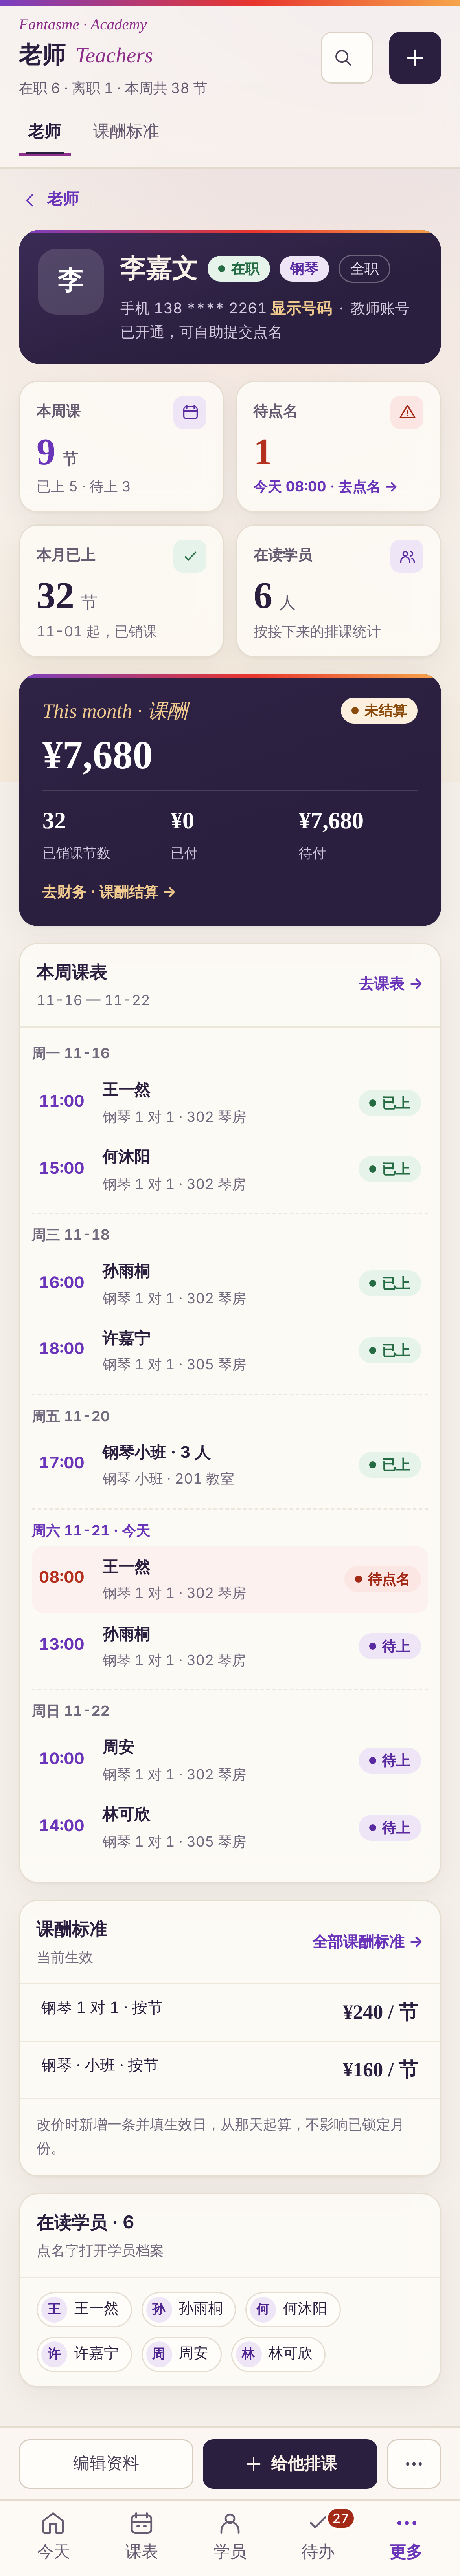 Fantasme · Academy
老师 Teachers
在职 6 · 离职 1 · 本周共 38 节
老师 课酬标准
老师
李
李嘉文 在职 钢琴 全职
手机 138 **** 2261 显示号码 · 教师账号
已开通，可自助提交点名
本周课
9 节
已上 5 · 待上 3
待点名
1
今天 08:00 · 去点名 →
本月已上
32 节
11-01 起，已销课
在读学员
6 人
按接下来的排课统计
This month · 课酬
未结算
¥7,680
32 ¥0 ¥7,680
已销课节数 已付 待付
去财务 · 课酬结算 →
本周课表
11-16 — 11-22
去课表 →
周一 11-16
11:00 王一然 已上
钢琴 1 对 1 · 302 琴房
15:00 何沐阳 已上
钢琴 1 对 1 · 302 琴房
周三 11-18
16:00 孙雨桐 已上
钢琴 1 对 1 · 302 琴房
18:00 许嘉宁 已上
钢琴 1 对 1 · 305 琴房
周五 11-20
17:00 钢琴小班 · 3 人 已上
钢琴 小班 · 201 教室
周六 11-21 · 今天
08:00 王一然 待点名
钢琴 1 对 1 · 302 琴房
13:00 孙雨桐 待上
钢琴 1 对 1 · 302 琴房
周日 11-22
10:00 周安 待上
钢琴 1 对 1 · 302 琴房
14:00 林可欣 待上
钢琴 1 对 1 · 305 琴房
课酬标准
当前生效
全部课酬标准 →
钢琴 1 对 1 · 按节 ¥240 / 节
钢琴 · 小班 · 按节 ¥160 / 节
改价时新增一条并填生效日，从那天起算，不影响已锁定月
份。
在读学员 · 6
点名字打开学员档案
王 王一然 孙 孙雨桐 何 何沐阳
许 许嘉宁 周 周安 林 林可欣
编辑资料 + 给他排课 ···
27
今天 课表 学员 待办 更多